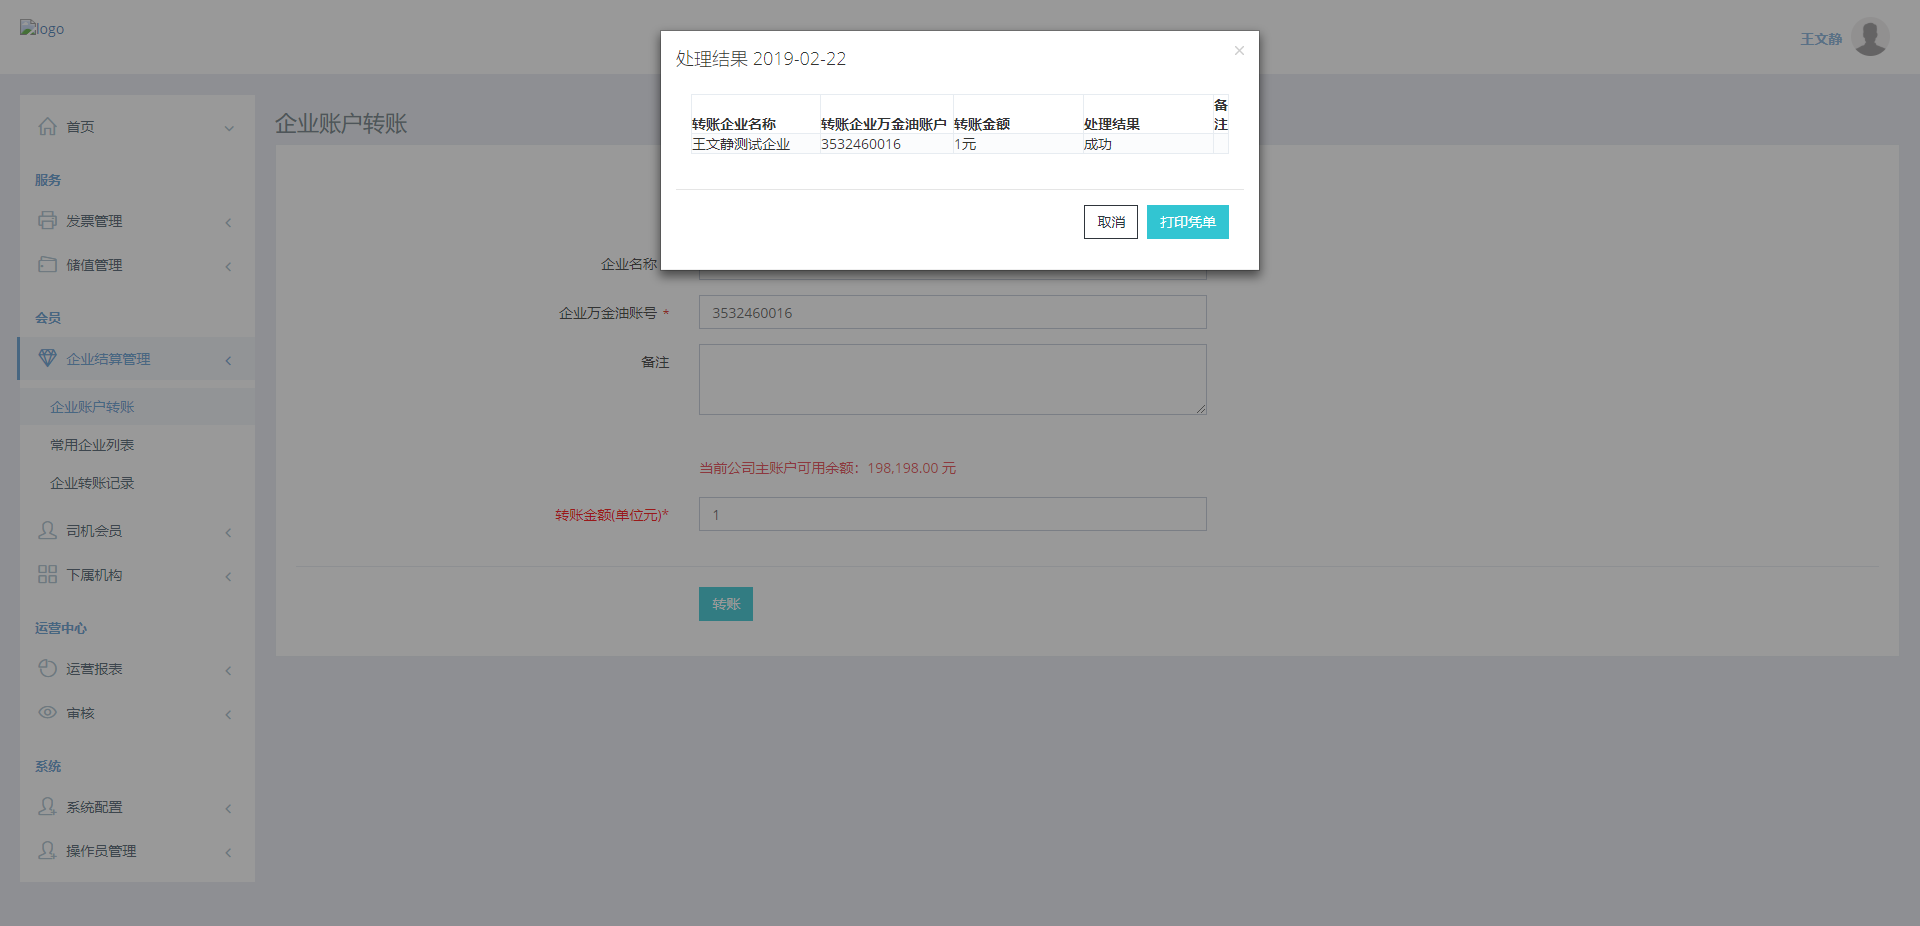 logo
王文静
处理结果 2019-02-22
×
转账企业名称 转账企业万金油账户 转账金额 处理结果 备注
王文静测试企业 3532460016 1元 成功
取消 打印凭单
首页
服务
发票管理
储值管理
会员
企业结算管理
企业账户转账
常用企业列表
企业转账记录
司机会员
下属机构
运营中心
运营报表
审核
系统
系统配置
操作员管理
企业账户转账
企业名称
企业万金油账号 * 3532460016
备注
当前公司主账户可用余额：198,198.00 元
转账金额(单位元)* 1
转账